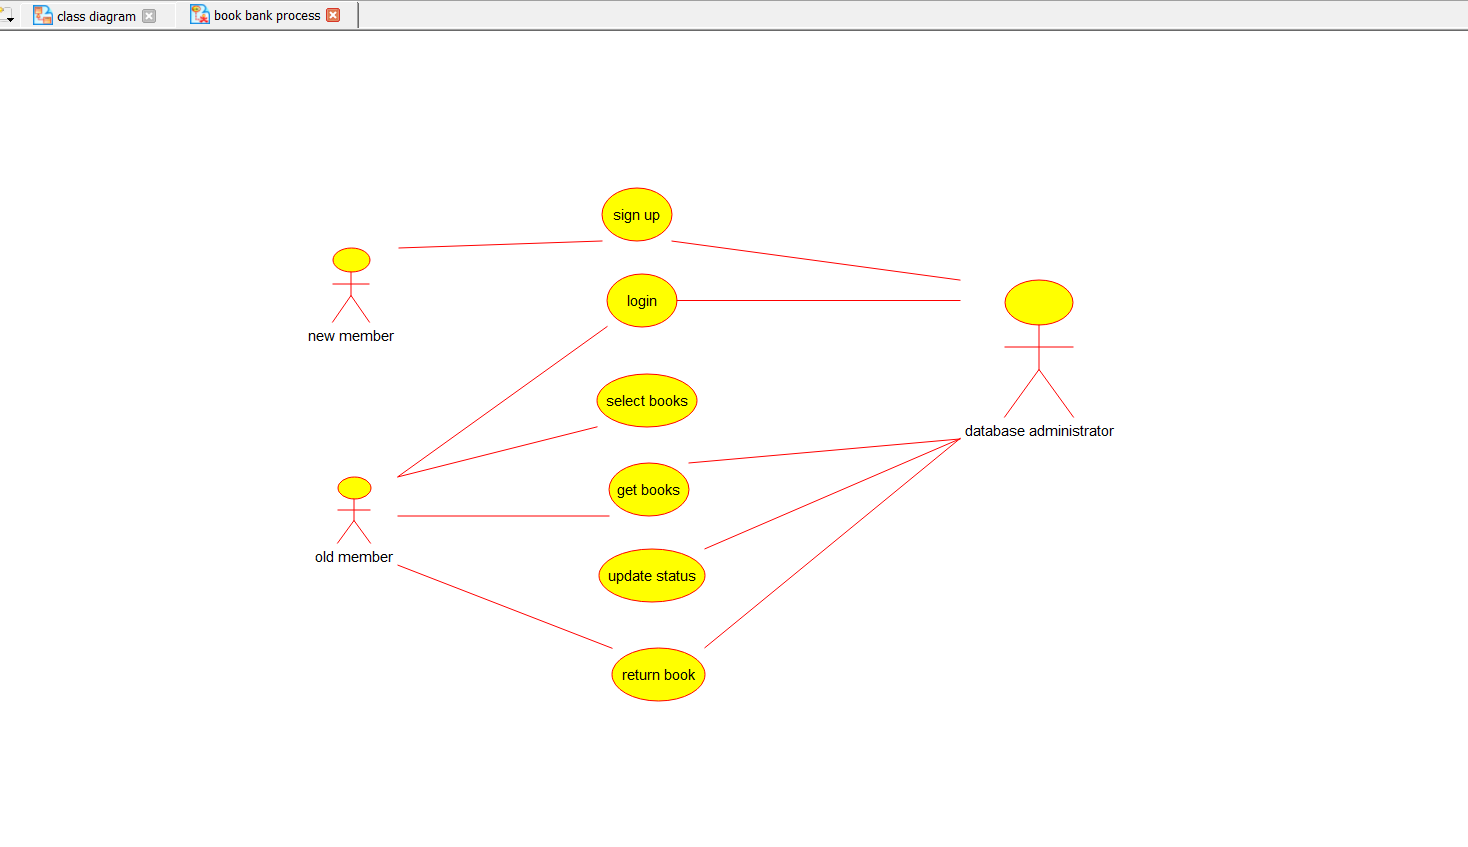 class diagram
book bank process
sign up
new member
login
select books
database administrator
get books
old member
update status
return book